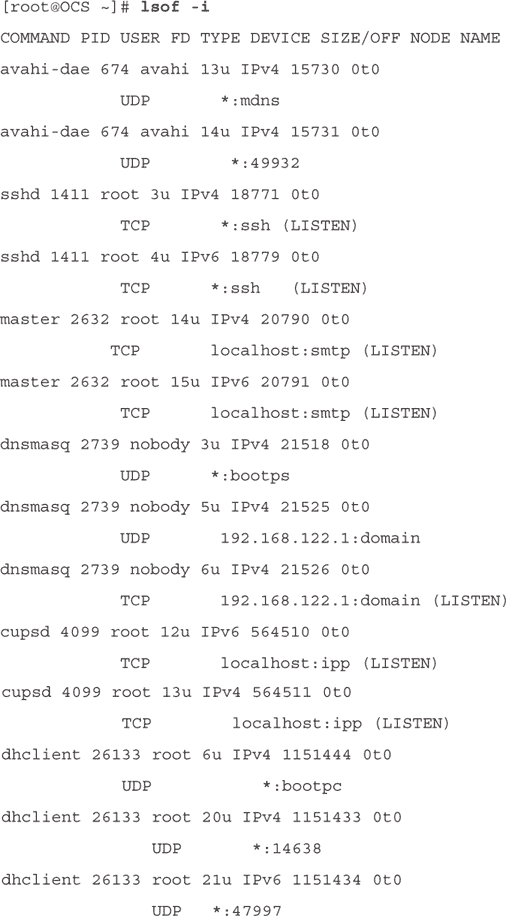 [root@OCS ~]# lsof -i
COMMAND PID USER FD TYPE DEVICE SIZE/OFF NODE NAME
avahi-dae 674 avahi 13u IPv4 15730 0t0
UDP *:mdns
avahi-dae 674 avahi 14u IPv4 15731 0t0
UDP *:49932
sshd 1411 root 3u IPv4 18771 0t0
TCP *:ssh (LISTEN)
sshd 1411 root 4u IPv6 18779 0t0
TCP *:ssh (LISTEN)
master 2632 root 14u IPv4 20790 0t0
TCP localhost:smtp (LISTEN)
master 2632 root 15u IPv6 20791 0t0
TCP localhost:smtp (LISTEN)
dnsmasq 2739 nobody 3u IPv4 21518 0t0
UDP *:bootps
dnsmasq 2739 nobody 5u IPv4 21525 0t0
UDP 192.168.122.1:domain
dnsmasq 2739 nobody 6u IPv4 21526 0t0
TCP 192.168.122.1:domain (LISTEN)
cupsd 4099 root 12u IPv6 564510 0t0
TCP localhost:ipp (LISTEN)
cupsd 4099 root 13u IPv4 564511 0t0
TCP localhost:ipp (LISTEN)
dhclient 26133 root 6u IPv4 1151444 0t0
UDP *:bootpc
dhclient 26133 root 20u IPv4 1151433 0t0
UDP *:14638
dhclient 26133 root 21u IPv6 1151434 0t0
UDP *:47997